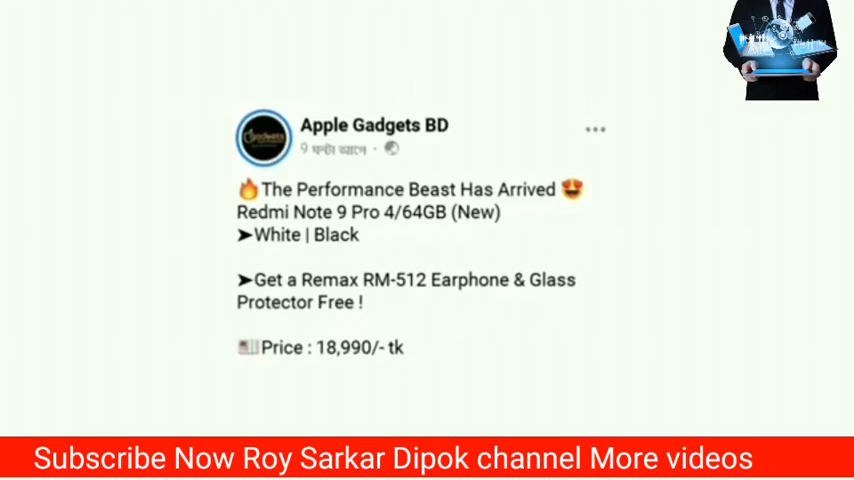 Apple Gadgets BD
9 ঘন্টা আগে ·
🔥The Performance Beast Has Arrived 😍
Redmi Note 9 Pro 4/64GB (New)
➤White | Black
➤Get a Remax RM-512 Earphone & Glass
Protector Free !
💵Price : 18,990/- tk
Subscribe Now Roy Sarkar Dipok channel More videos